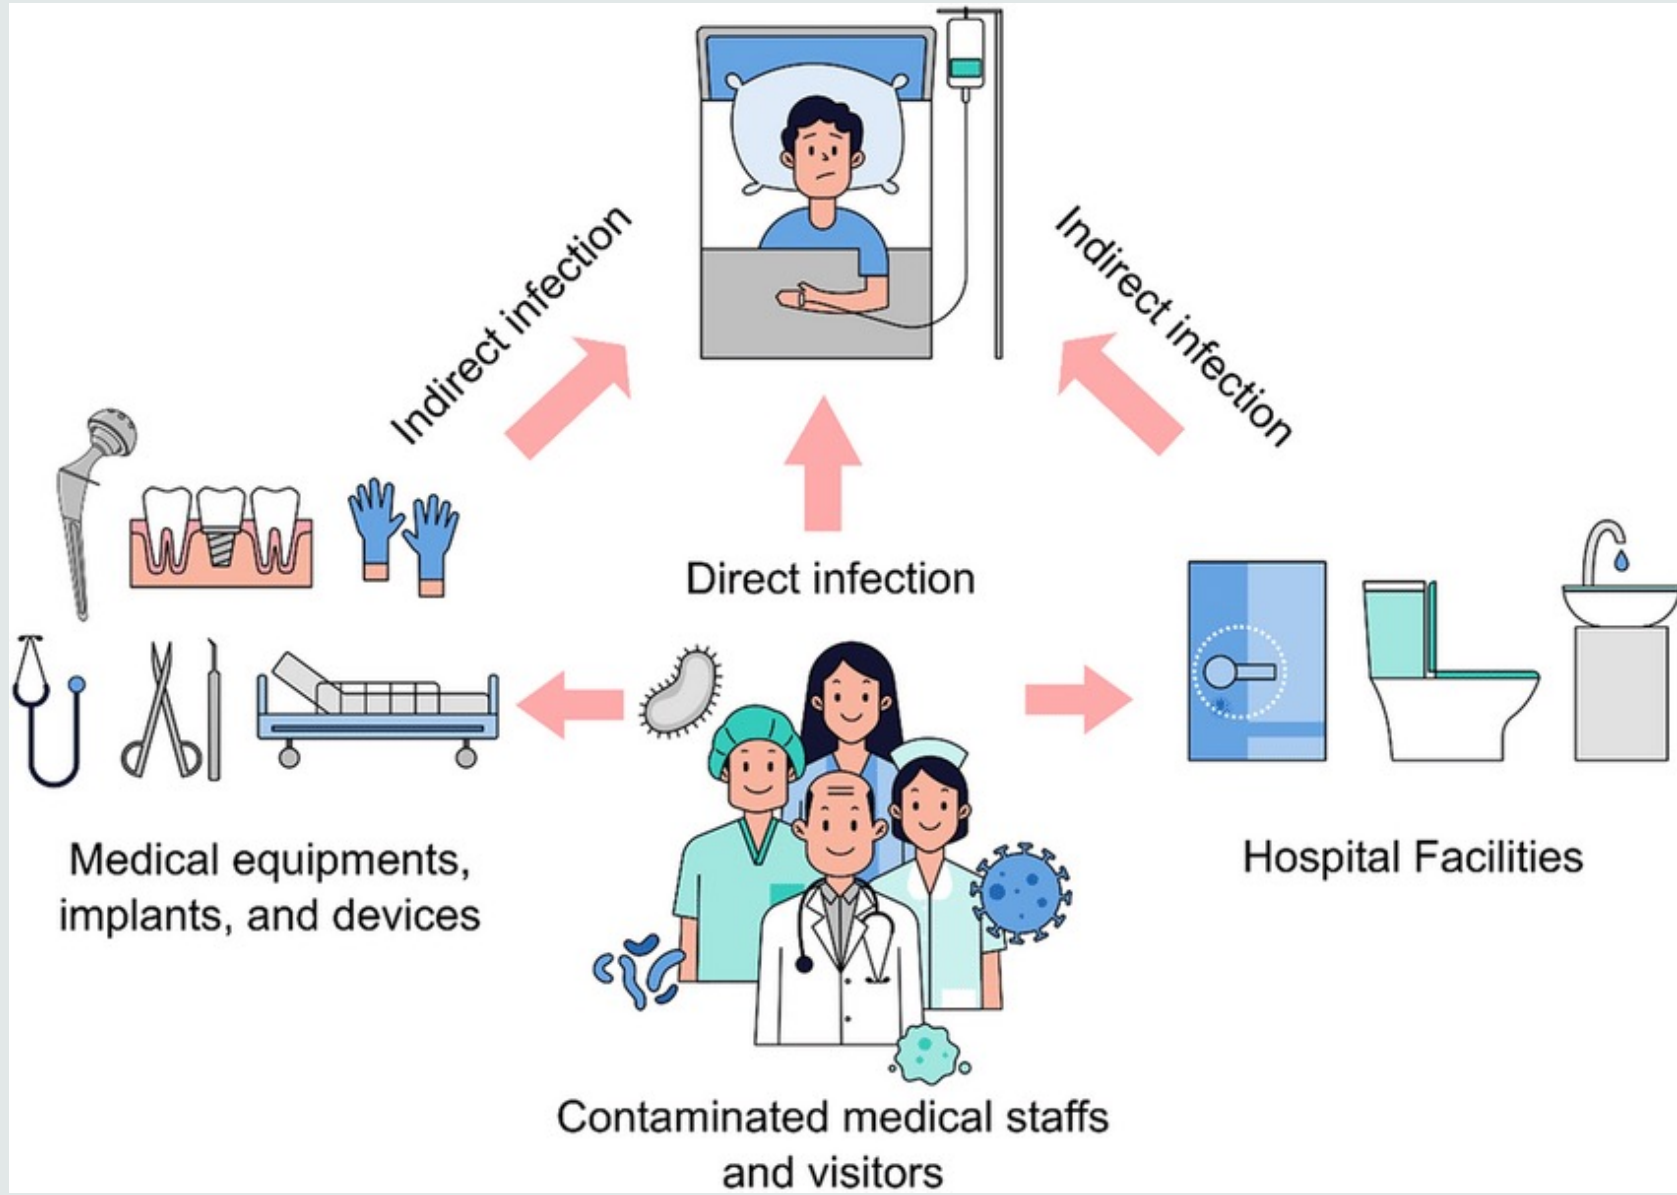 Indirect infection
Indirect infection
Direct infection
Medical equipments,
implants, and devices
Hospital Facilities
Contaminated medical staffs
and visitors